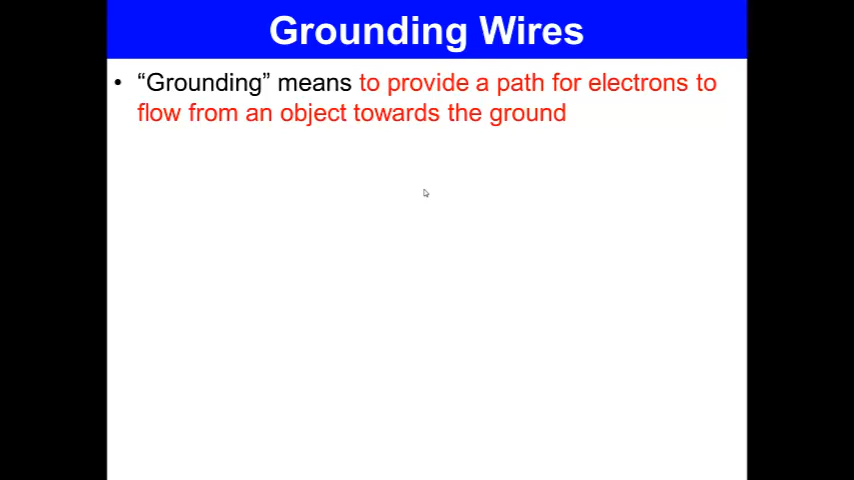 Grounding Wires
• “Grounding” means to provide a path for electrons to
flow from an object towards the ground